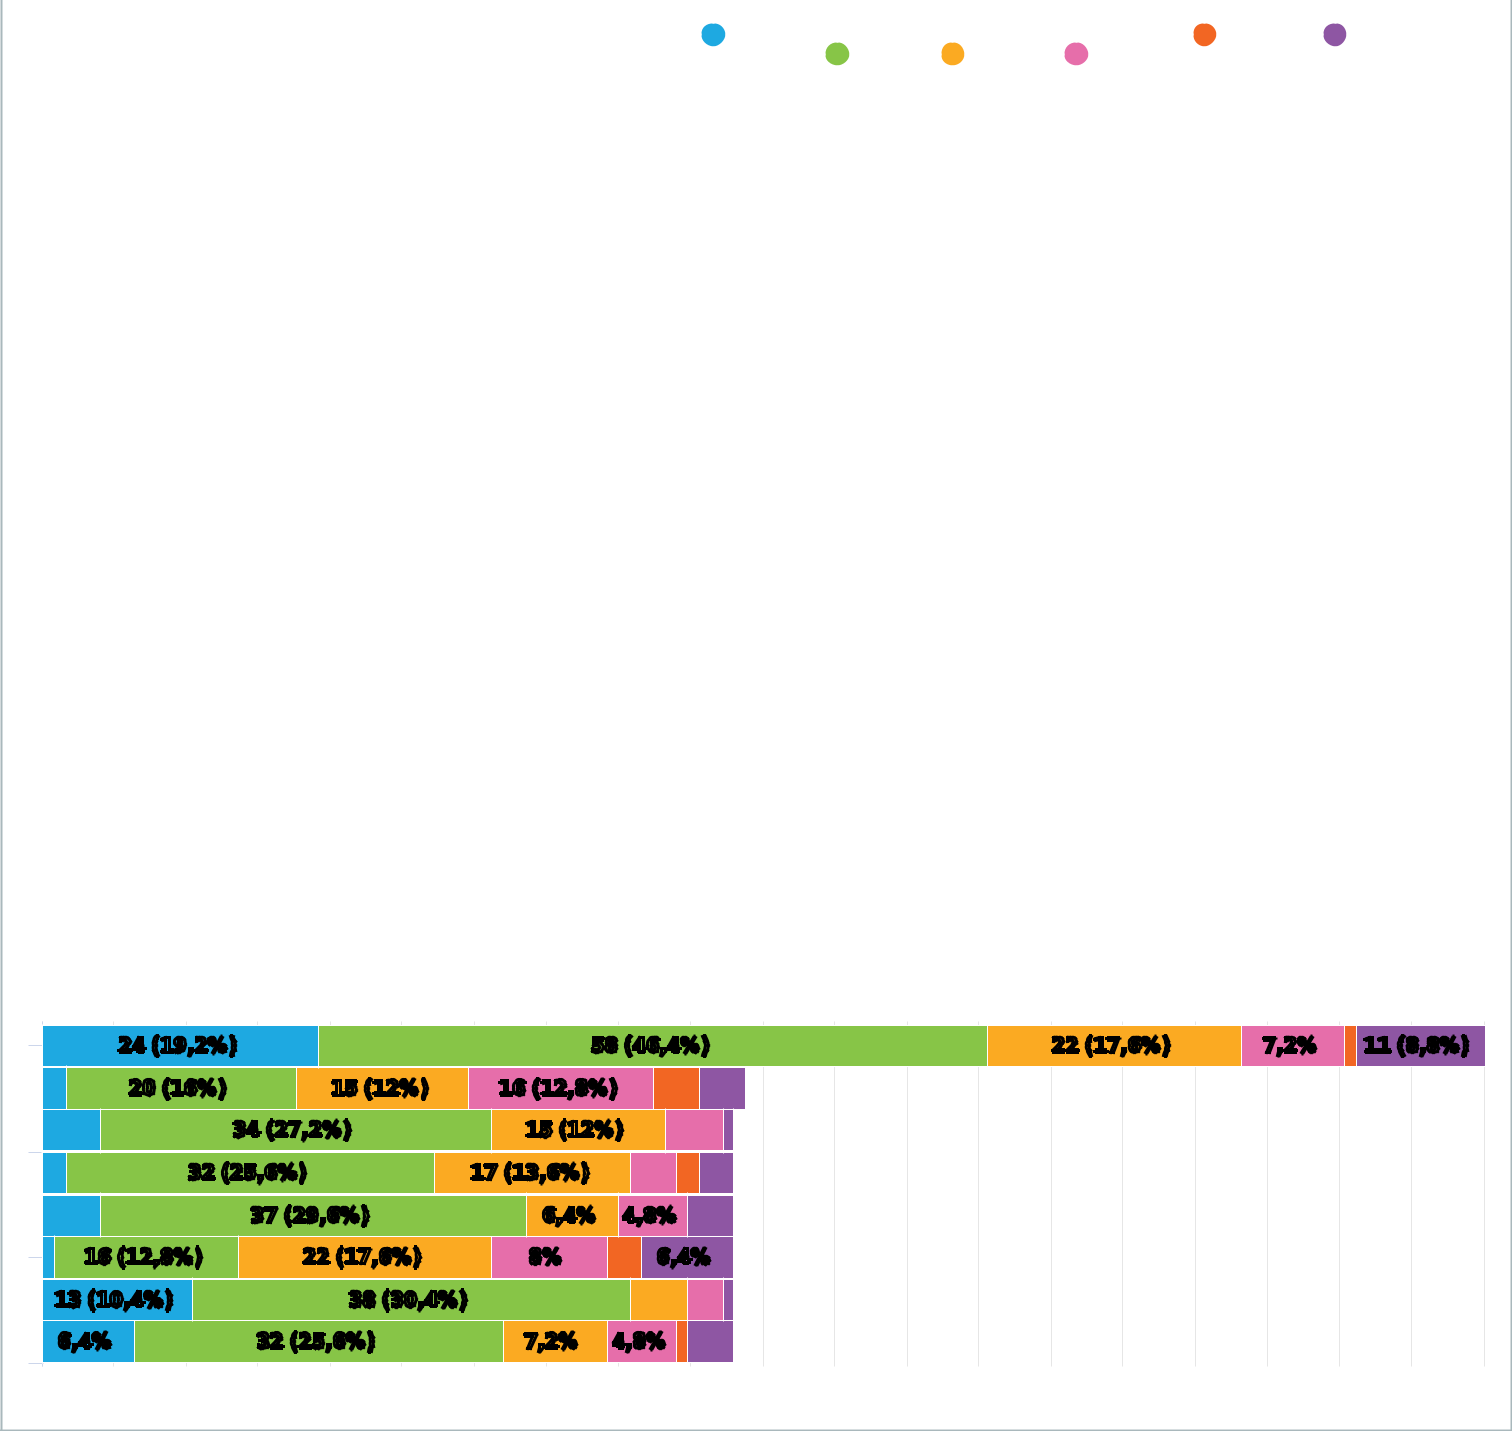 24 (19,2%) 58 (46,4%) 22 (17,6%) 7,2% 11 (8,8%)
20 (16%) 15 (12%) 16 (12,8%)
34 (27,2%) 15 (12%)
32 (25,6%) 17 (13,6%)
37 (29,6%) 6,4% 4,8%
16 (12,8%) 22 (17,6%) 8% 6,4%
13 (10,4%) 38 (30,4%)
6,4% 32 (25,6%) 7,2% 4,8%